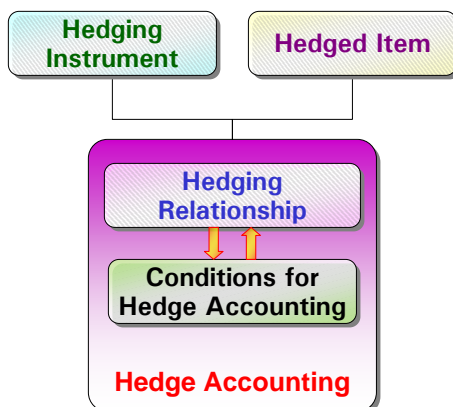 Hedging
Instrument
Hedged Item
Hedging
Relationship
Conditions for
Hedge Accounting
Hedge Accounting